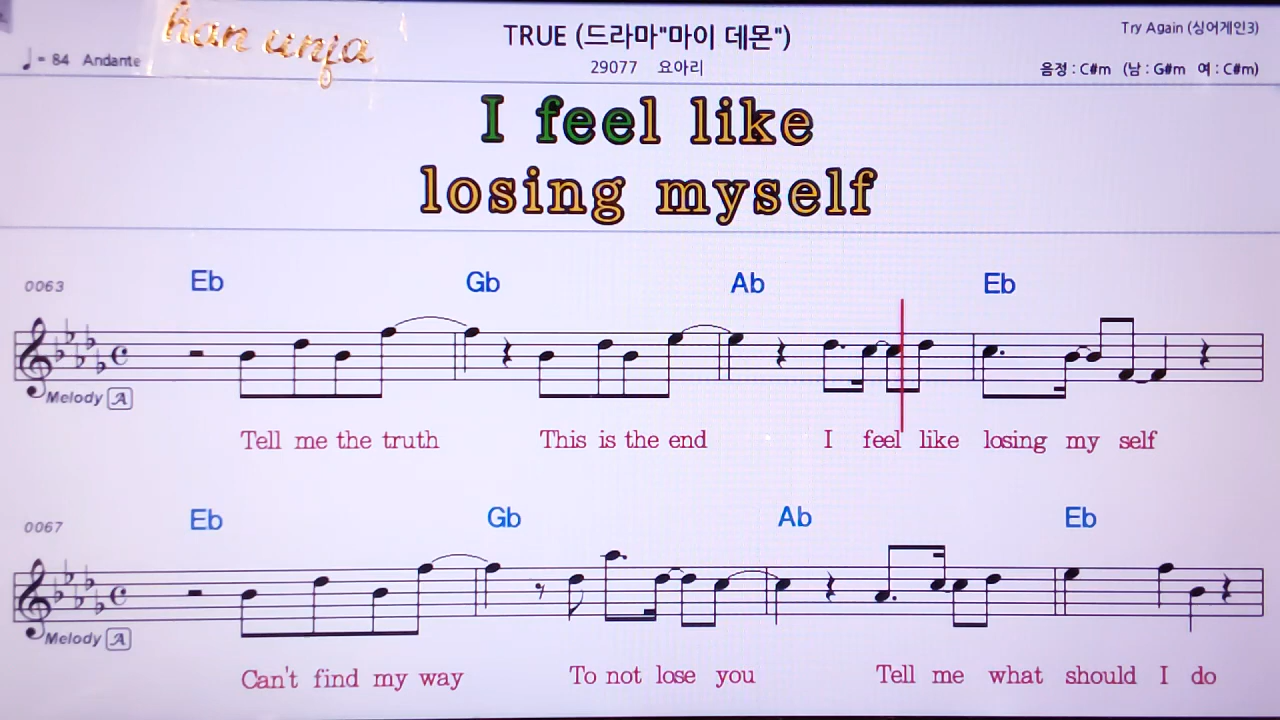 han unja
TRUE (드라마"마이 데몬")
Try Again (싱어게인3)
♩= 84 Andante
29077 요아리
음정 : C#m (남 : G#m 여 : C#m)
I feel like
losing myself
0063 Eb Gb Ab Eb
Melody A
Tell me the truth This is the end I feel like losing my self
0067 Eb Gb Ab Eb
Melody A
Can't find my way To not lose you Tell me what should I do